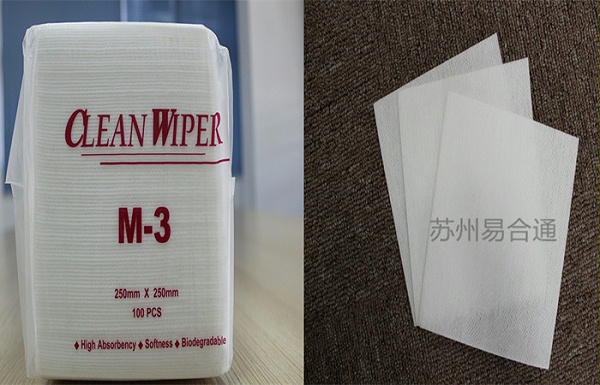 CLEAN WIPER
M-3
250mm X 250mm
100 PCS
◆ High Absorbency ◆ Softness ◆ Biodegradable
苏州易合通